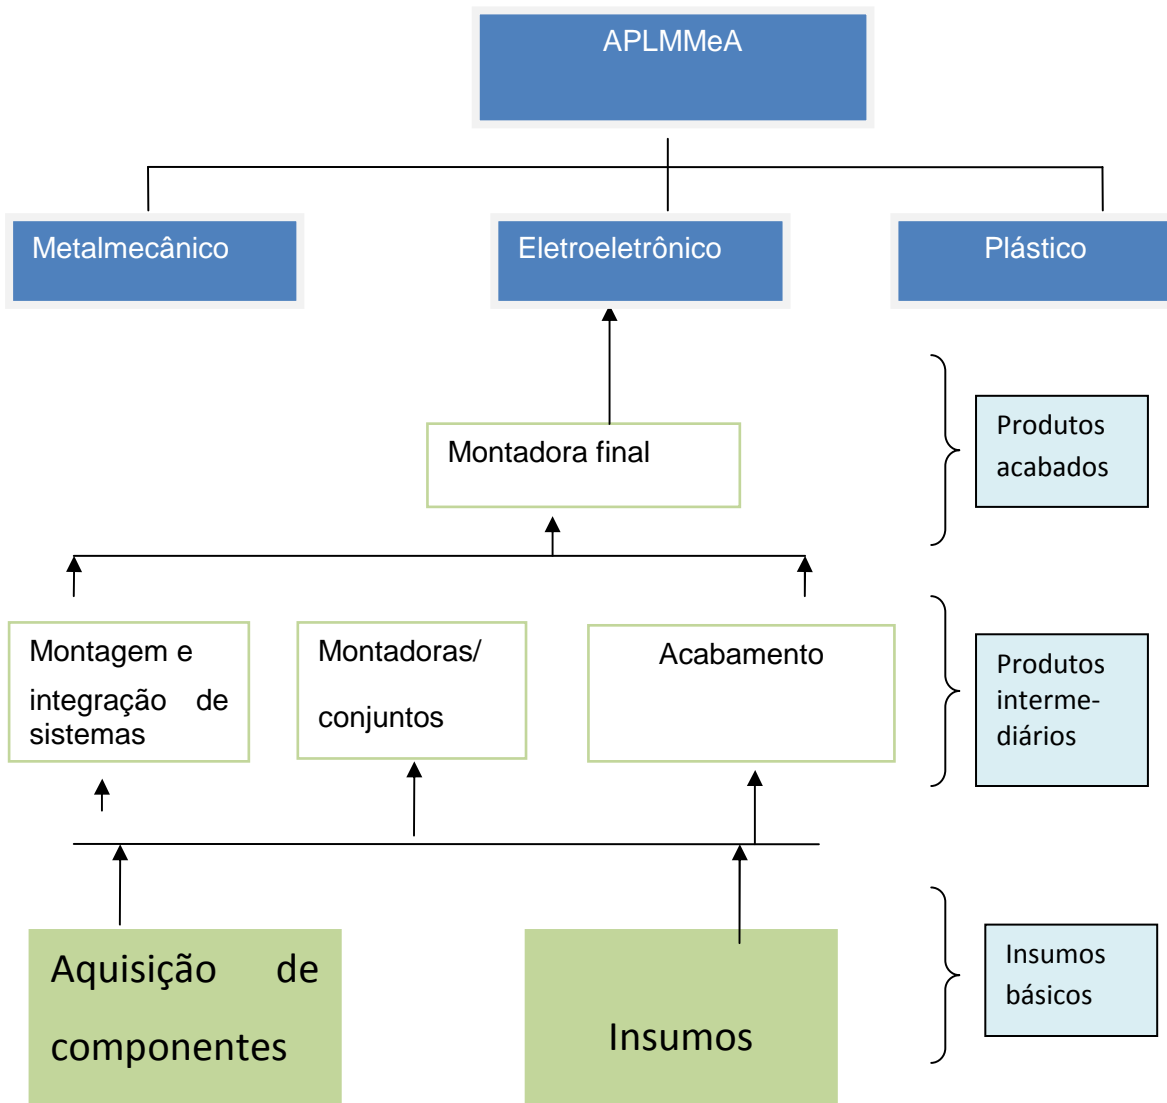 APLMMeA
Metalmecânico
Eletroeletrônico
Plástico
Montadora final
Produtos
acabados
Montagem e
integração de
sistemas
Montadoras/
conjuntos
Acabamento
Produtos
interme-
diários
Aquisição de
componentes
Insumos
Insumos
básicos